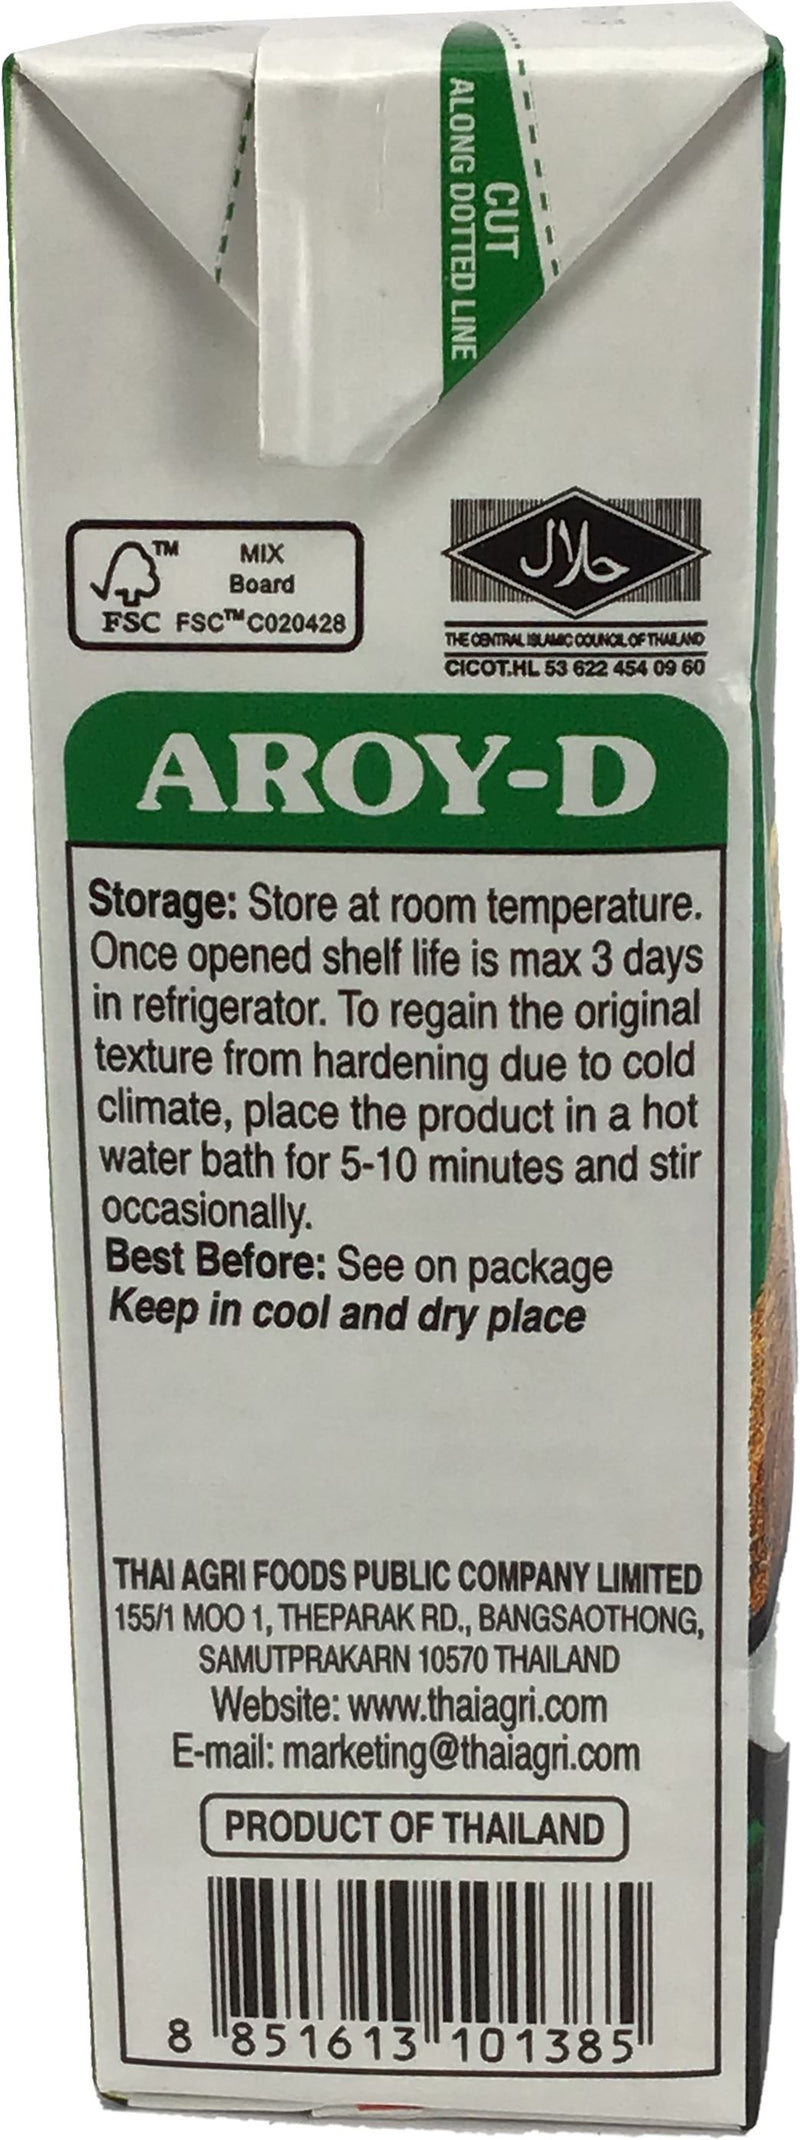 CUT
ALONG DOTTED LINE
TM MIX
Board
FSC FSC™C020428
حلال
THE CENTRAL ISLAMIC COUNCIL OF THAILAND
CICOT.HL 53 622 454 09 60
AROY-D
Storage: Store at room temperature.
Once opened shelf life is max 3 days
in refrigerator. To regain the original
texture from hardening due to cold
climate, place the product in a hot
water bath for 5-10 minutes and stir
occasionally.
Best Before: See on package
Keep in cool and dry place
THAI AGRI FOODS PUBLIC COMPANY LIMITED
155/1 MOO 1, THEPARAK RD., BANGSAOTHONG,
SAMUTPRAKARN 10570 THAILAND
Website: www.thaiagri.com
E-mail: marketing@thaiagri.com
PRODUCT OF THAILAND
8 851613 101385